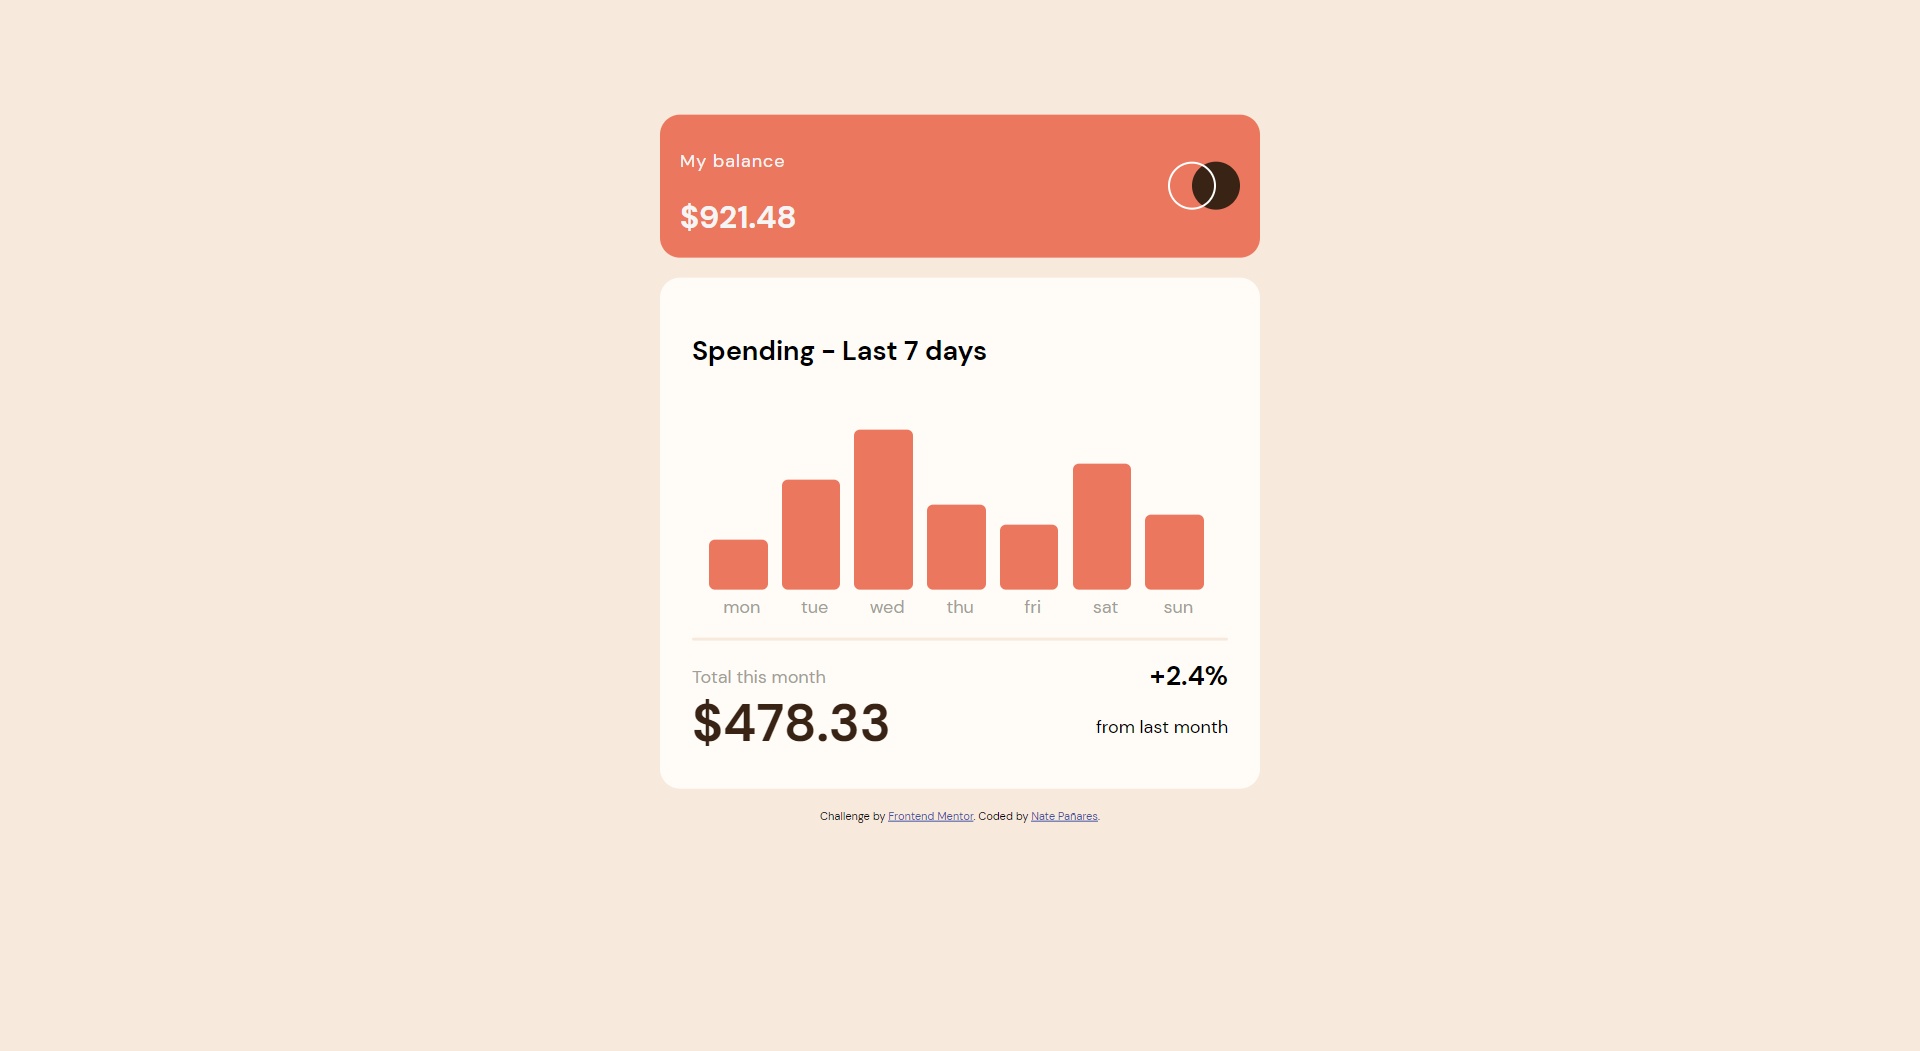 My balance
$921.48
Spending - Last 7 days
mon tue wed thu fri sat sun
Total this month
+2.4%
$478.33
from last month
Challenge by Frontend Mentor. Coded by Nate Pañares.